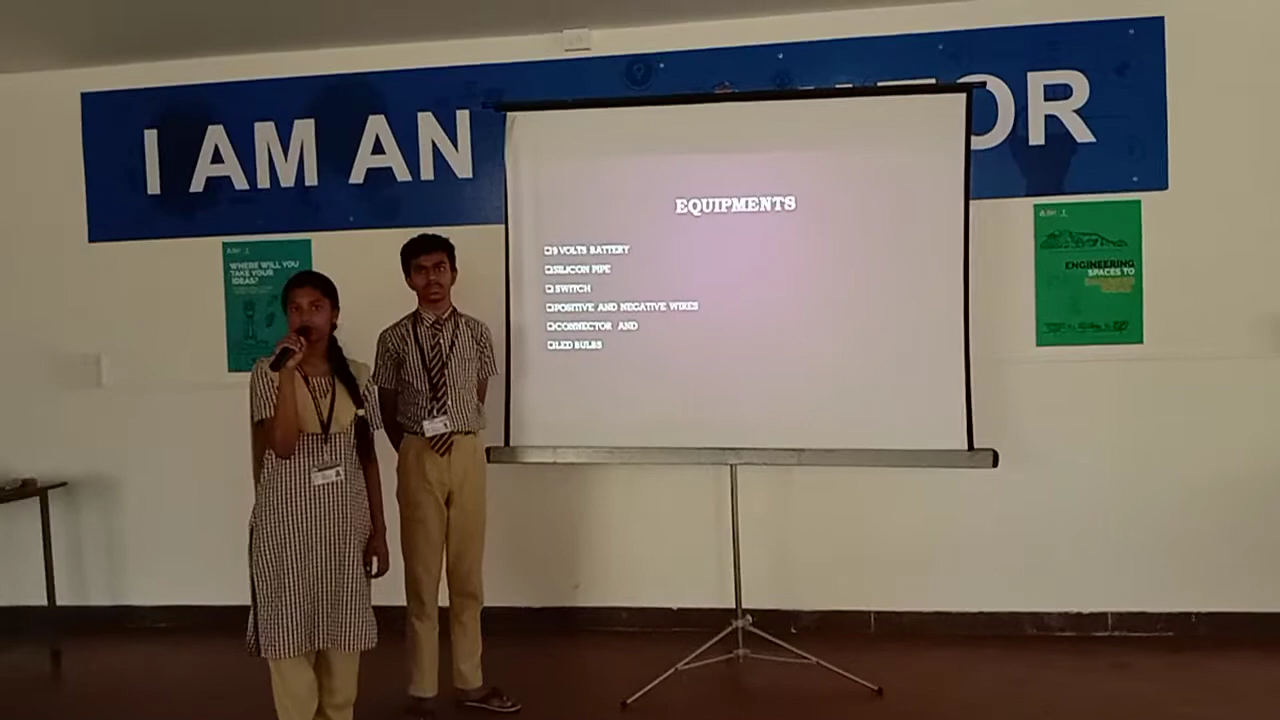 I AM AN
OR
EQUIPMENTS
❑9 VOLTS BATTERY
❑SILICON PIPE
❑SWITCH
❑POSITIVE AND NEGATIVE WIRES
❑CONNECTOR AND
❑LED BULBS
WHERE WILL YOU
TAKE YOUR
IDEAS?
ENGINEERING
SPACES TO